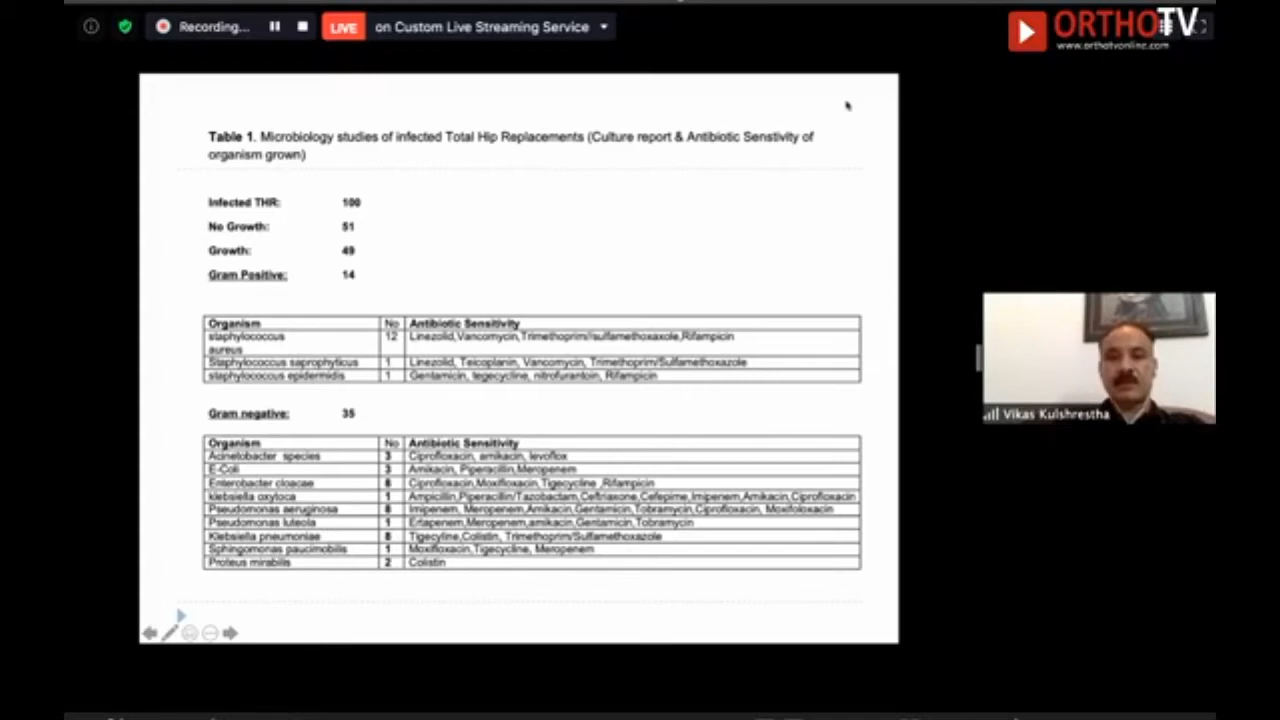 Recording...
LIVE
on Custom Live Streaming Service
ORTHOTV
www.orthotvonline.com
Table 1. Microbiology studies of infected Total Hip Replacements (Culture report & Antibiotic Senstivity of
organism grown)
Infected THR: 100
No Growth: 51
Growth: 49
Gram Positive: 14
Organism No Antibiotic Sensitivity
staphylococcus 12 Linezolid,Vancomycin,Trimethoprim/sulfamethoxaxole,Rifampicin
aureus
Staphylococcus saprophyticus 1 Linezolid, Teicoplanin, Vancomycin, Trimethoprim/Sulfamethoxazole
staphylococcus epidermidis 1 Gentamicin, tegecycline, nitrofurantoin, Rifampicin
Gram negative: 35
Organism No Antibiotic Sensitivity
Acinetobacter species 3 Ciprofloxacin, amikacin, levoflox
E-Coli 3 Amikacin, Piperacillin,Meropenem
Enterobacter cloacae 8 Ciprofloxacin,Moxifloxacin,Tigecycline ,Rifampicin
klebsiella oxyloca 1 Ampicillin,Piperacillin/Tazobactam,Ceftriaxone,Cefepime,Imipenem,Amikacin,Ciprofloxacin
Pseudomonas aeruginosa 8 Imipenem, Meropenem,Amikacin,Gentamicin,Tobramycin,Ciprofloxacin, Moxifoloxacin
Pseudomonas luteola 1 Ertapenem,Meropenem,amikacin,Gentamicin,Tobramycin
Klebsiella pneumoniae 8 Tigecyline,Colistin, Trimethoprim/Sulfamethoxazole
Sphingomonas paucimobilis 1 Moxifloxacin,Tigecycline, Meropenem
Proteus mirabilis 2 Colistin
Vikas Kulshrestha